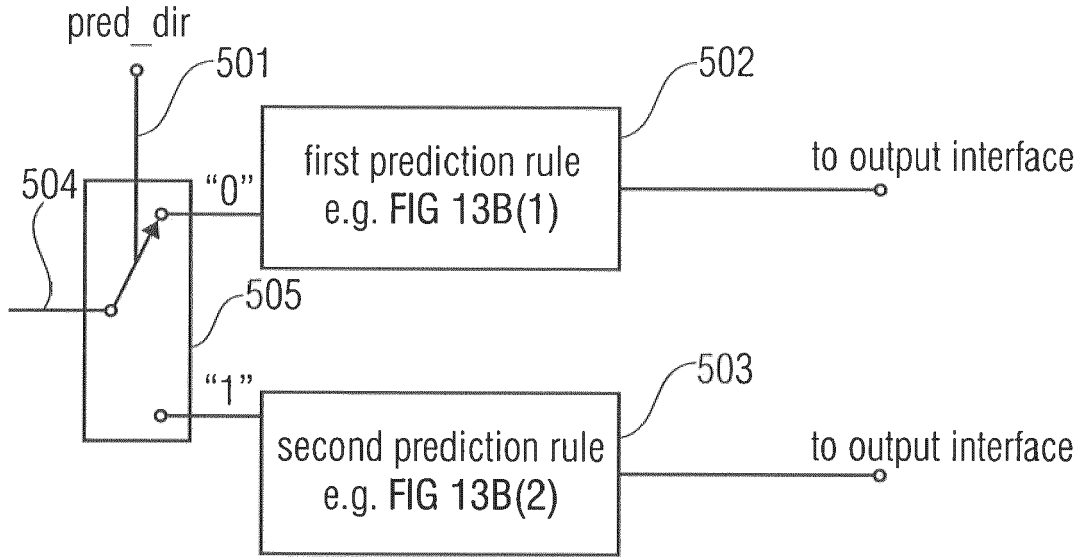 pred_dir
501
502
first prediction rule
e.g. FIG 13B(1)
to output interface
504
“0”
505
“1”
503
second prediction rule
e.g. FIG 13B(2)
to output interface